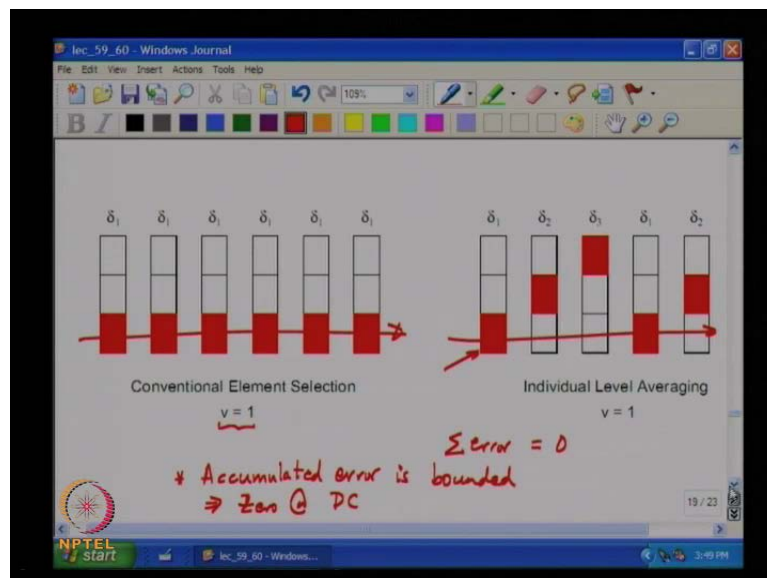 lec_59_60 - Windows Journal
File Edit View Insert Actions Tools Help
109%
B I
δ₁ δ₁ δ₁ δ₁ δ₁ δ₁ δ₁ δ₂ δ₃ δ₁ δ₂
Conventional Element Selection
v = 1
Individual Level Averaging
v = 1
Σ error = 0
* Accumulated error is bounded
⇒ Zero @ DC
19 / 23
NPTEL
start
lec_59_60 - Windows...
3:49 PM